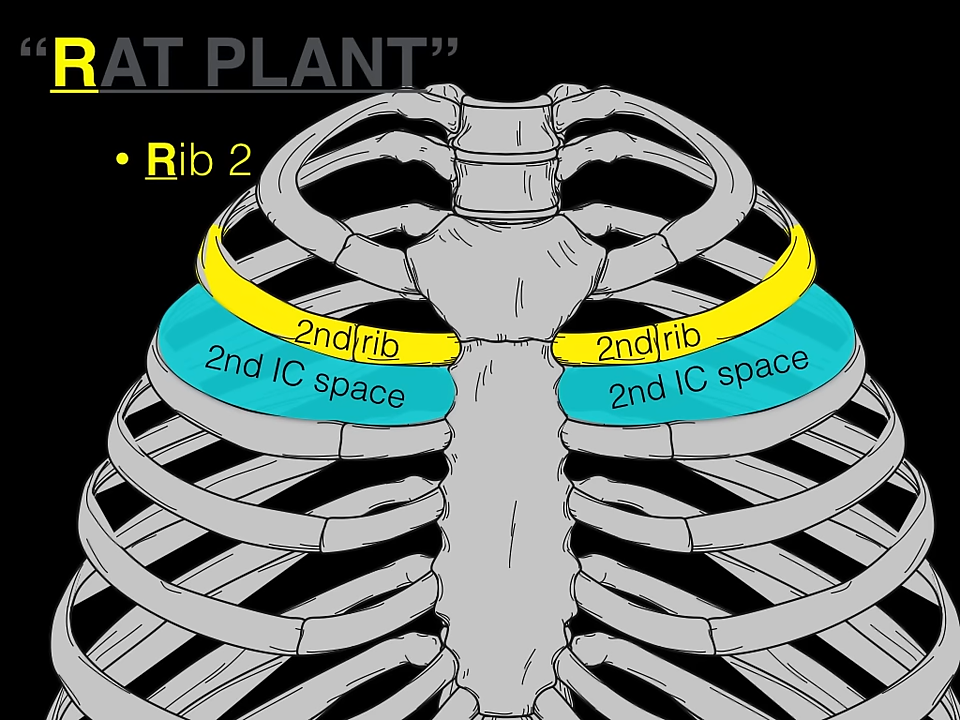 “RAT PLANT”
• Rib 2
2nd rib
2nd rib
2nd IC space
2nd IC space